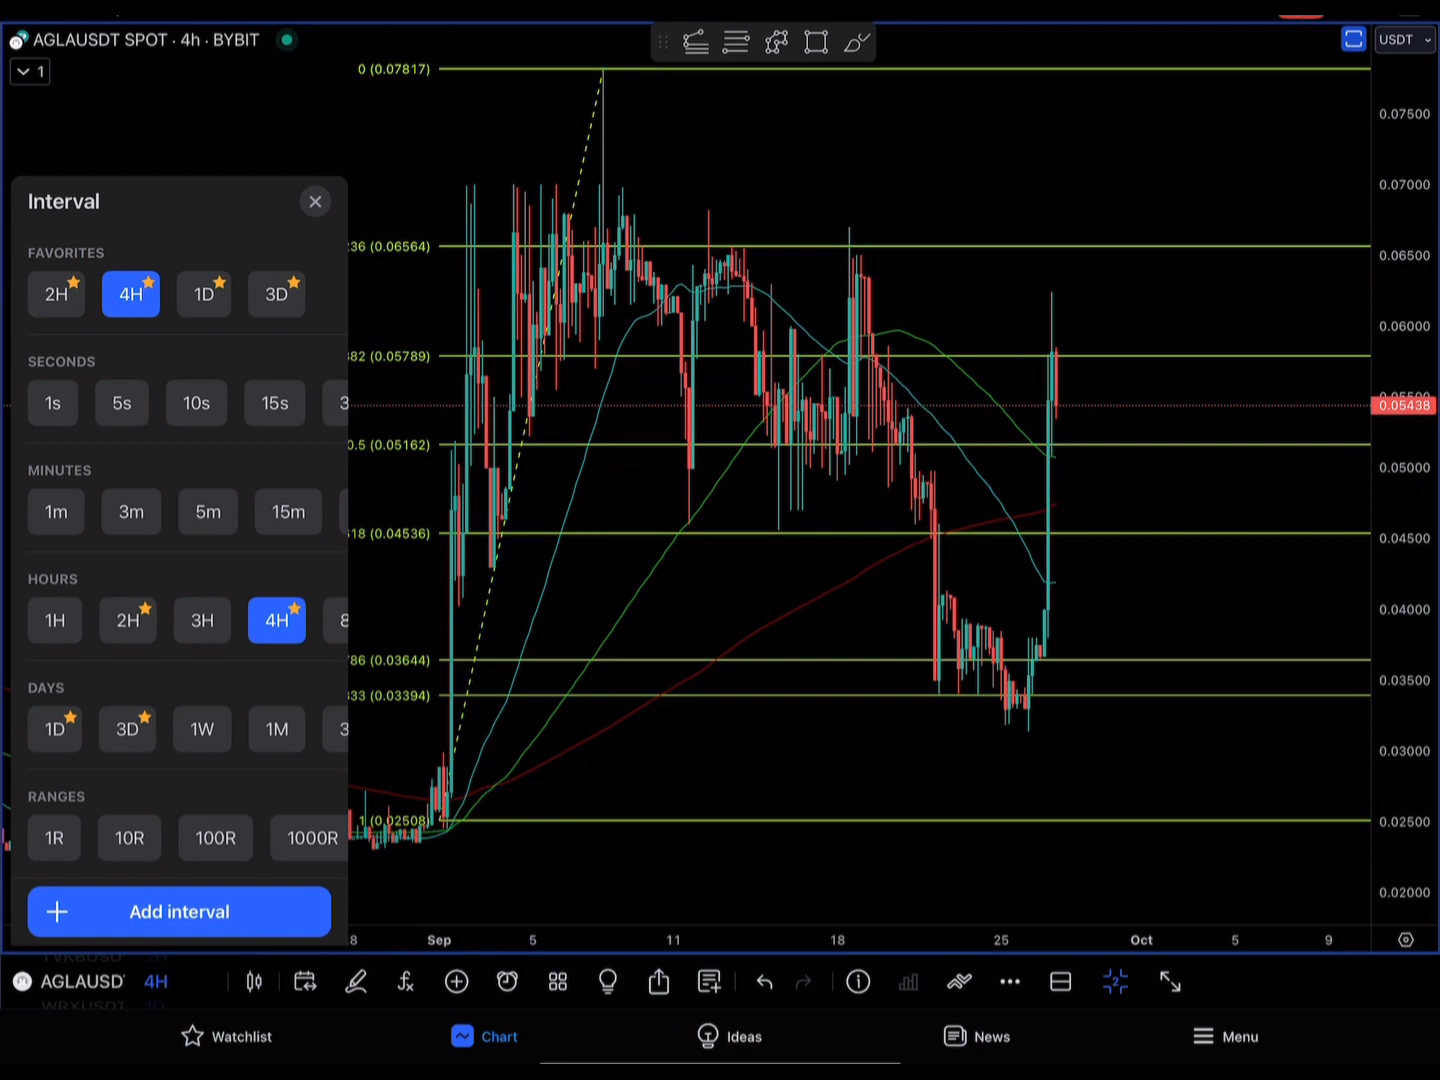 AGLAUSDT SPOT · 4h · BYBIT
USDT
1
0 (0.07817)
0.07500
0.07000
Interval
FAVORITES
2H
4H
1D
3D
36 (0.06564)
0.06500
0.06000
SECONDS
1s
5s
10s
15s
3
82 (0.05789)
0.05438
0.5 (0.05162)
0.05000
MINUTES
1m
3m
5m
15m
18 (0.04536)
0.04500
HOURS
1H
2H
3H
4H
8
0.04000
86 (0.03644)
0.03500
33 (0.03394)
DAYS
1D
3D
1W
1M
3
0.03000
RANGES
1R
10R
100R
1000R
1 (0.02508)
0.02500
0.02000
Add interval
8
Sep
5
11
18
25
Oct
5
9
AGLAUSD
4H
2
Watchlist
Chart
Ideas
News
Menu